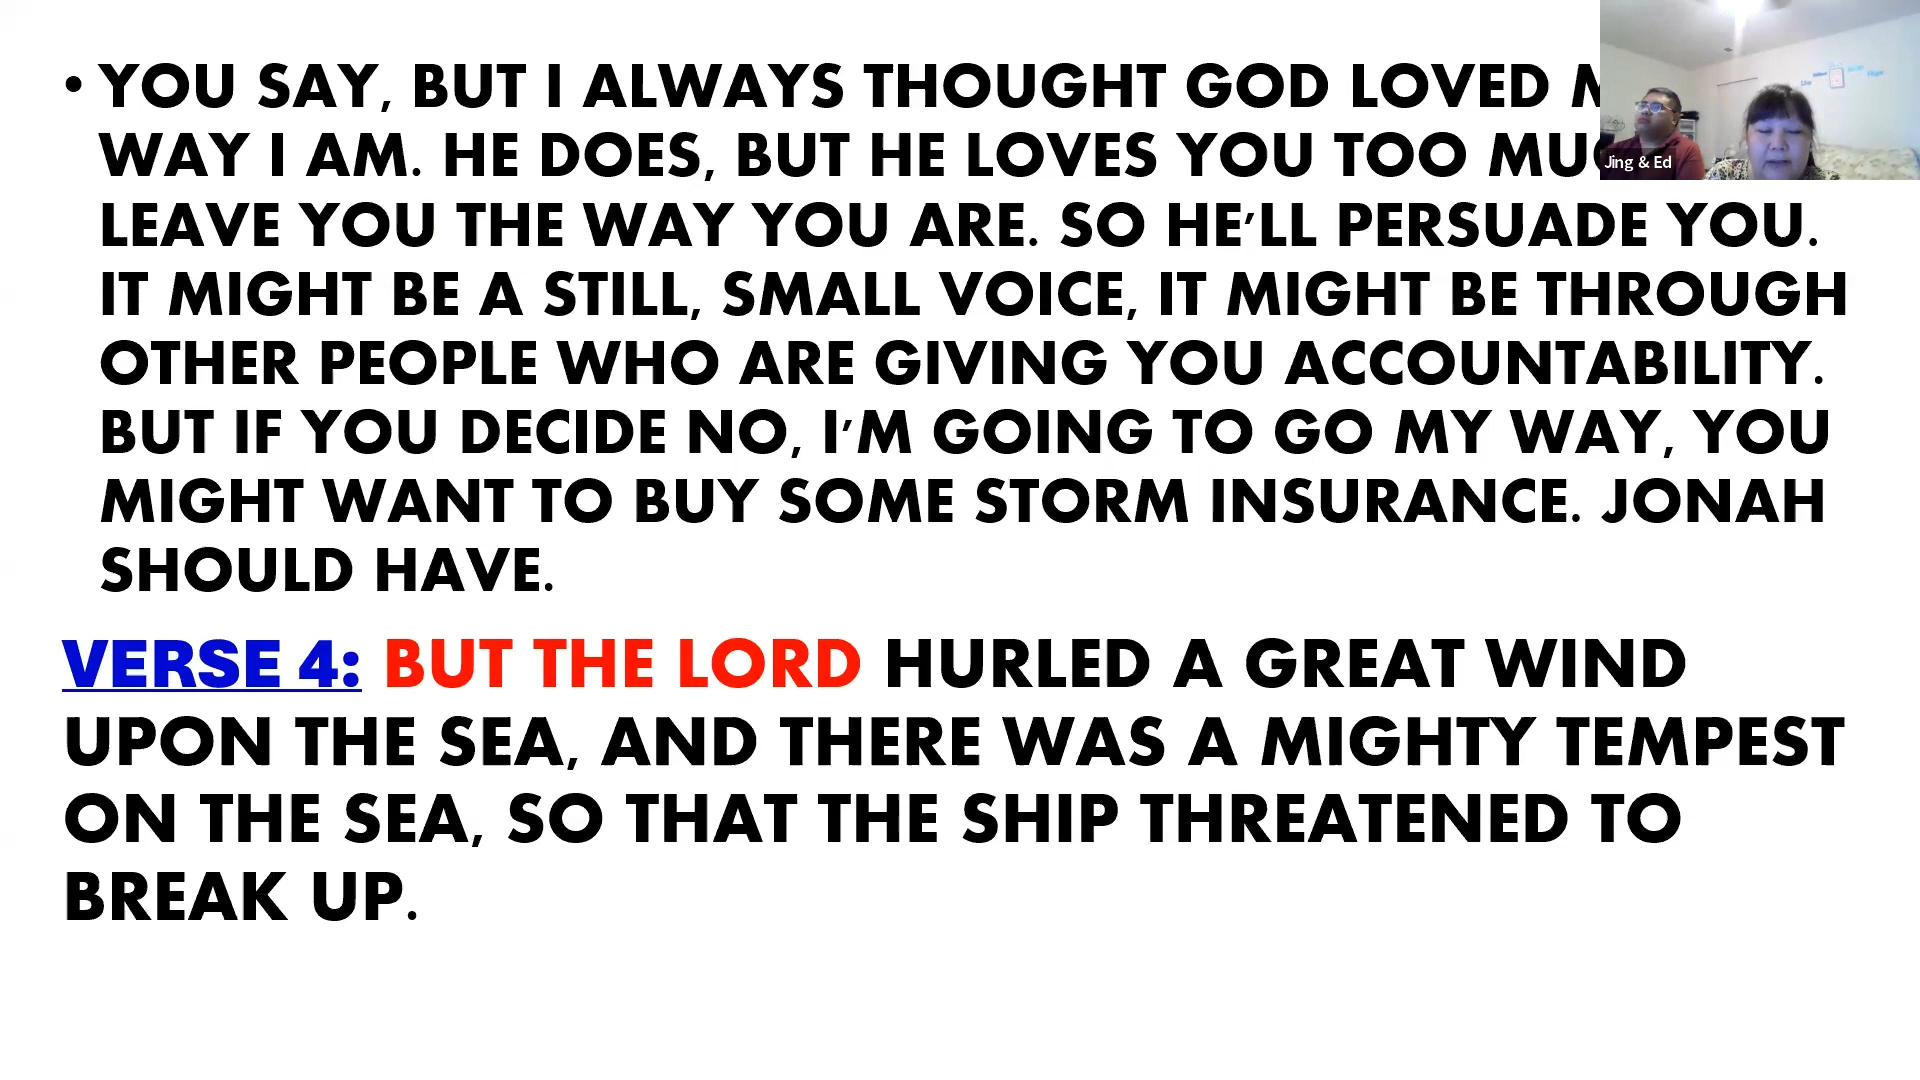 • YOU SAY, BUT I ALWAYS THOUGHT GOD LOVED
WAY I AM. HE DOES, BUT HE LOVES YOU TOO
LEAVE YOU THE WAY YOU ARE. SO HE’LL PERSUADE YOU.
IT MIGHT BE A STILL, SMALL VOICE, IT MIGHT BE THROUGH
OTHER PEOPLE WHO ARE GIVING YOU ACCOUNTABILITY.
BUT IF YOU DECIDE NO, I’M GOING TO GO MY WAY, YOU
MIGHT WANT TO BUY SOME STORM INSURANCE. JONAH
SHOULD HAVE.
VERSE 4: BUT THE LORD HURLED A GREAT WIND
UPON THE SEA, AND THERE WAS A MIGHTY TEMPEST
ON THE SEA, SO THAT THE SHIP THREATENED TO
BREAK UP.
Jing & Ed